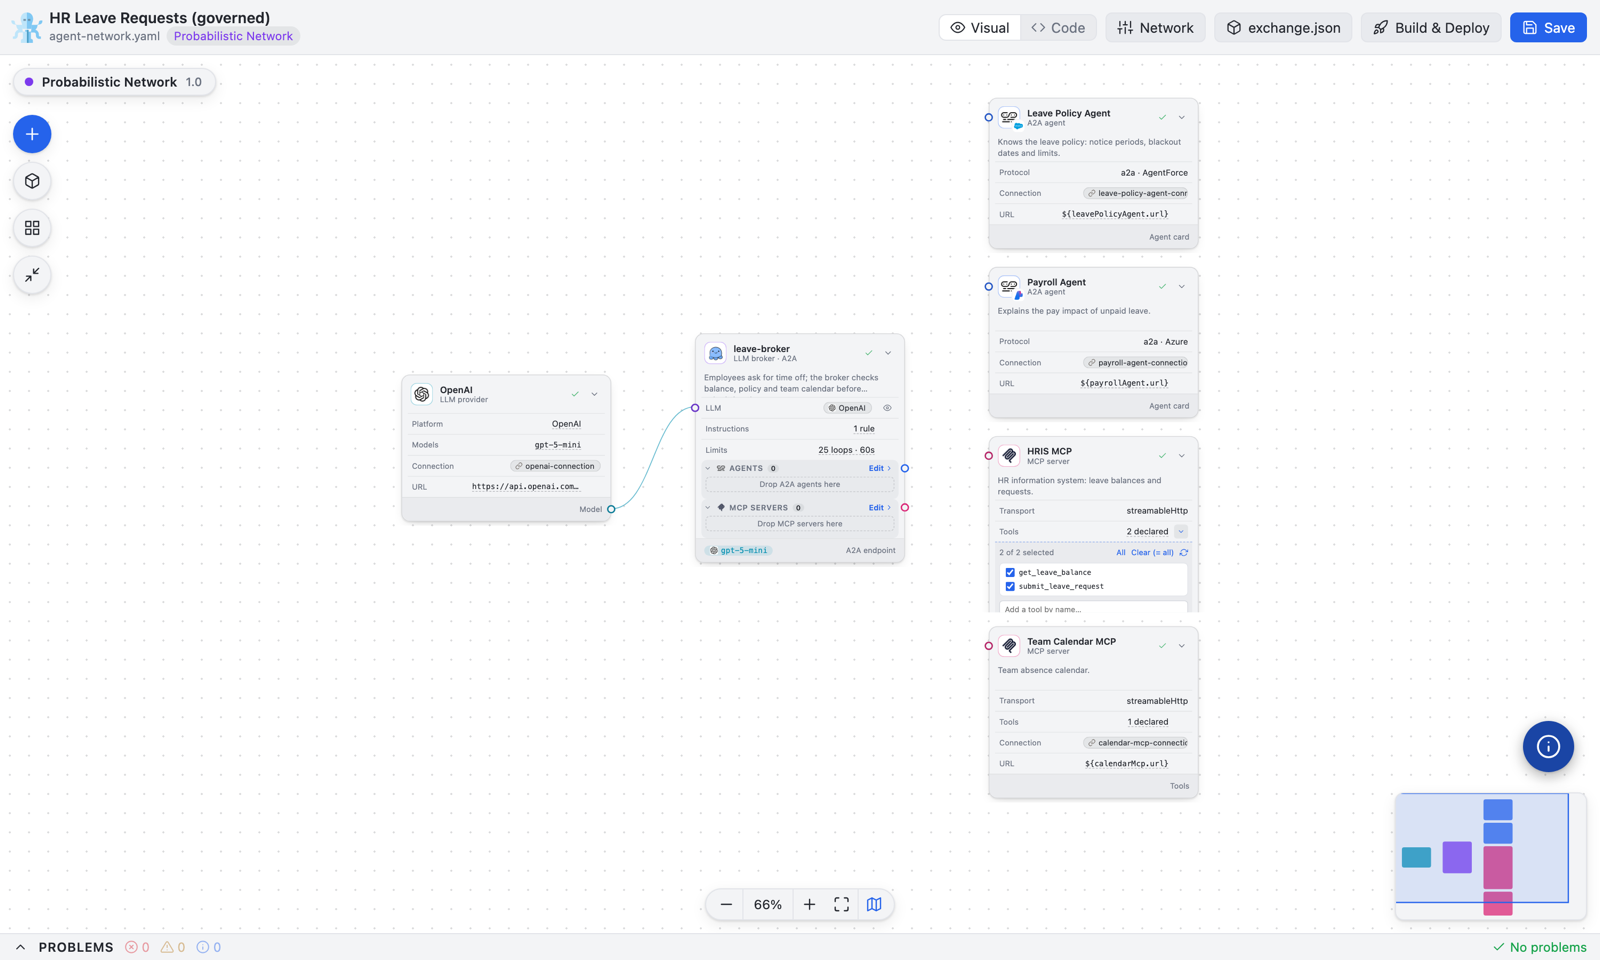 HR Leave Requests (governed)
agent-network.yaml Probabilistic Network
Visual
Code
Network
exchange.json
Build & Deploy
Save
Probabilistic Network 1.0
OpenAI
LLM provider
Platform OpenAI
Models gpt-5-mini
Connection openai-connection
URL https://api.openai.com…
Model
leave-broker
LLM broker · A2A
Employees ask for time off; the broker checks
balance, policy and team calendar before…
LLM OpenAI
Instructions 1 rule
Limits 25 loops · 60s
AGENTS 0 Edit
Drop A2A agents here
MCP SERVERS 0 Edit
Drop MCP servers here
gpt-5-mini A2A endpoint
Leave Policy Agent
A2A agent
Knows the leave policy: notice periods, blackout
dates and limits.
Protocol a2a · AgentForce
Connection leave-policy-agent-conr
URL ${leavePolicyAgent.url}
Agent card
Payroll Agent
A2A agent
Explains the pay impact of unpaid leave.
Protocol a2a · Azure
Connection payroll-agent-connectio
URL ${payrollAgent.url}
Agent card
HRIS MCP
MCP server
HR information system: leave balances and
requests.
Transport streamableHttp
Tools 2 declared
2 of 2 selected All Clear (= all)
get_leave_balance
submit_leave_request
Add a tool by name...
Team Calendar MCP
MCP server
Team absence calendar.
Transport streamableHttp
Tools 1 declared
Connection calendar-mcp-connectic
URL ${calendarMcp.url}
Tools
66%
PROBLEMS 0 0 0
No problems